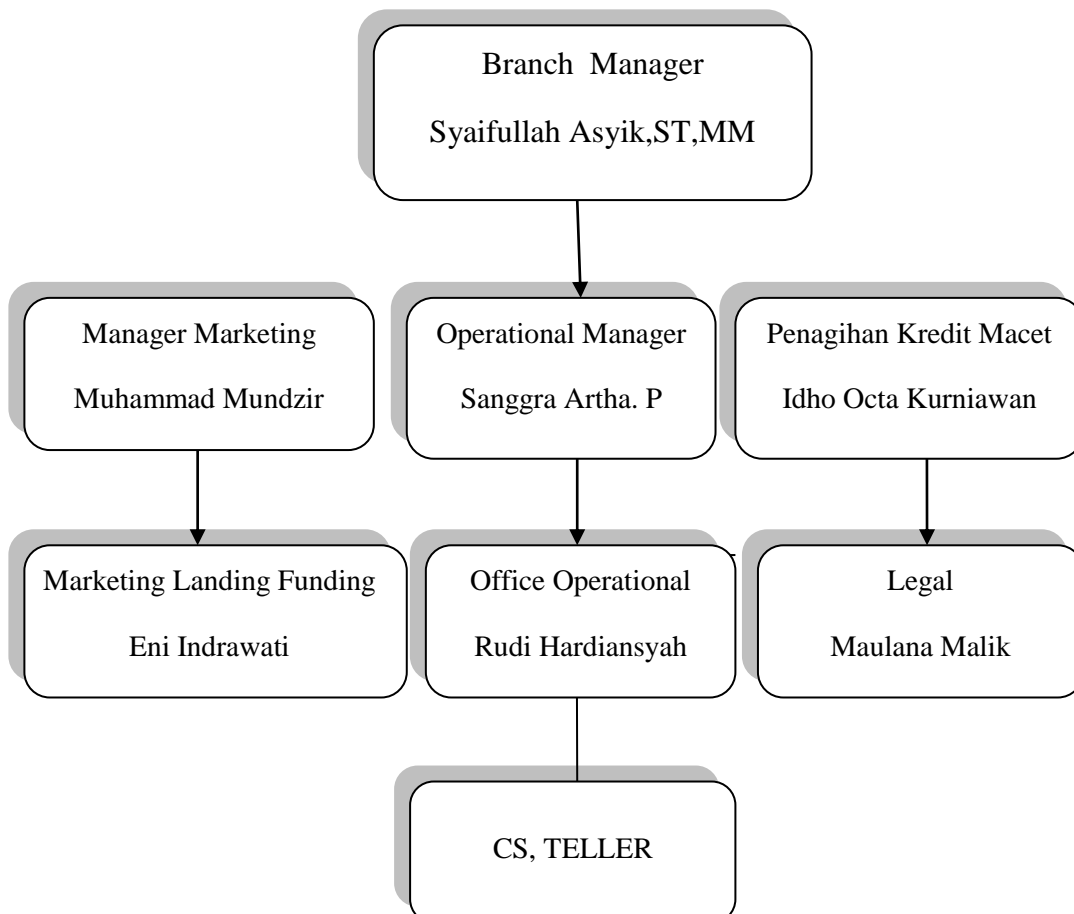 Branch Manager
Syaifullah Asyik,ST,MM
Manager Marketing
Muhammad Mundzir
Operational Manager
Sanggra Artha. P
Penagihan Kredit Macet
Idho Octa Kurniawan
Marketing Landing Funding
Eni Indrawati
Office Operational
Rudi Hardiansyah
Legal
Maulana Malik
CS, TELLER